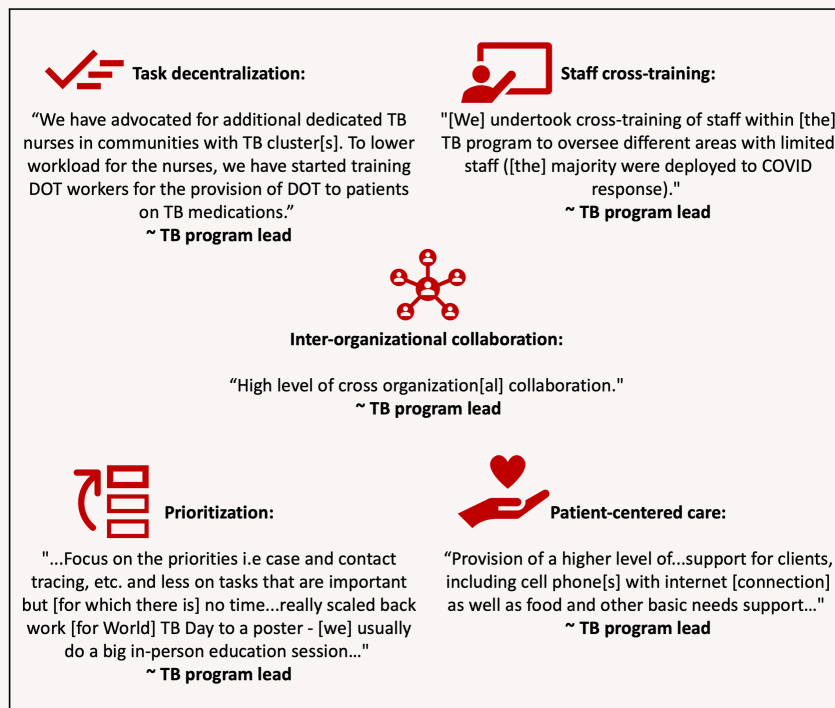 Task decentralization:
“We have advocated for additional dedicated TB
nurses in communities with TB cluster[s]. To lower
workload for the nurses, we have started training
DOT workers for the provision of DOT to patients
on TB medications.”
~ TB program lead
Staff cross-training:
"[We] undertook cross-training of staff within [the]
TB program to oversee different areas with limited
staff ([the] majority were deployed to COVID
response)."
~ TB program lead
Inter-organizational collaboration:
“High level of cross organization[al] collaboration."
~ TB program lead
Prioritization:
"...Focus on the priorities i.e case and contact
tracing, etc. and less on tasks that are important
but [for which there is] no time...really scaled back
work [for World] TB Day to a poster - [we] usually
do a big in-person education session..."
~ TB program lead
Patient-centered care:
“Provision of a higher level of...support for clients,
including cell phone[s] with internet [connection]
as well as food and other basic needs support..."
~ TB program lead